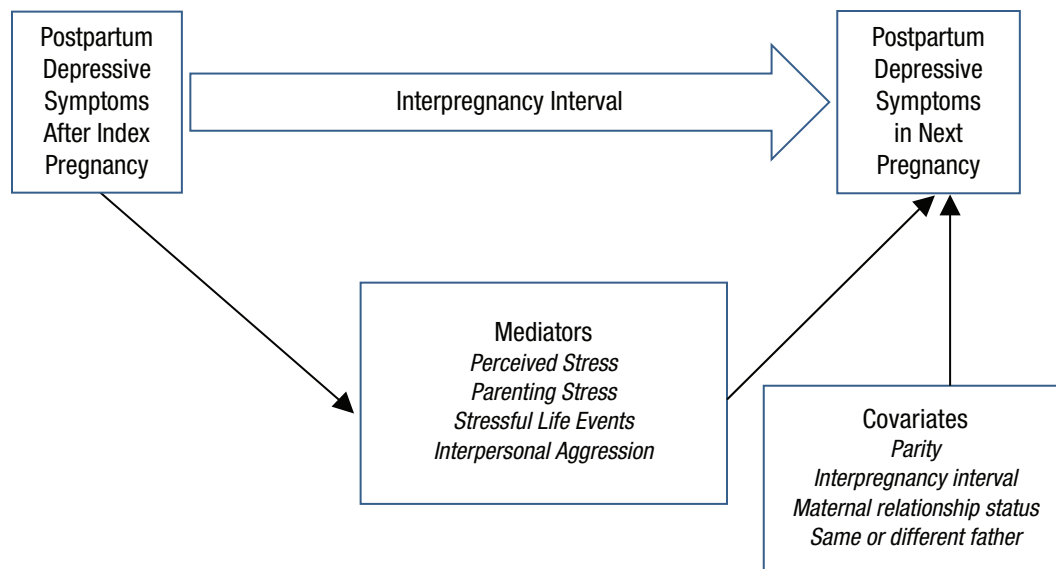 Postpartum
Depressive
Symptoms
After Index
Pregnancy
Interpregnancy Interval
Postpartum
Depressive
Symptoms
in Next
Pregnancy
Mediators
Perceived Stress
Parenting Stress
Stressful Life Events
Interpersonal Aggression
Covariates
Parity
Interpregnancy interval
Maternal relationship status
Same or different father